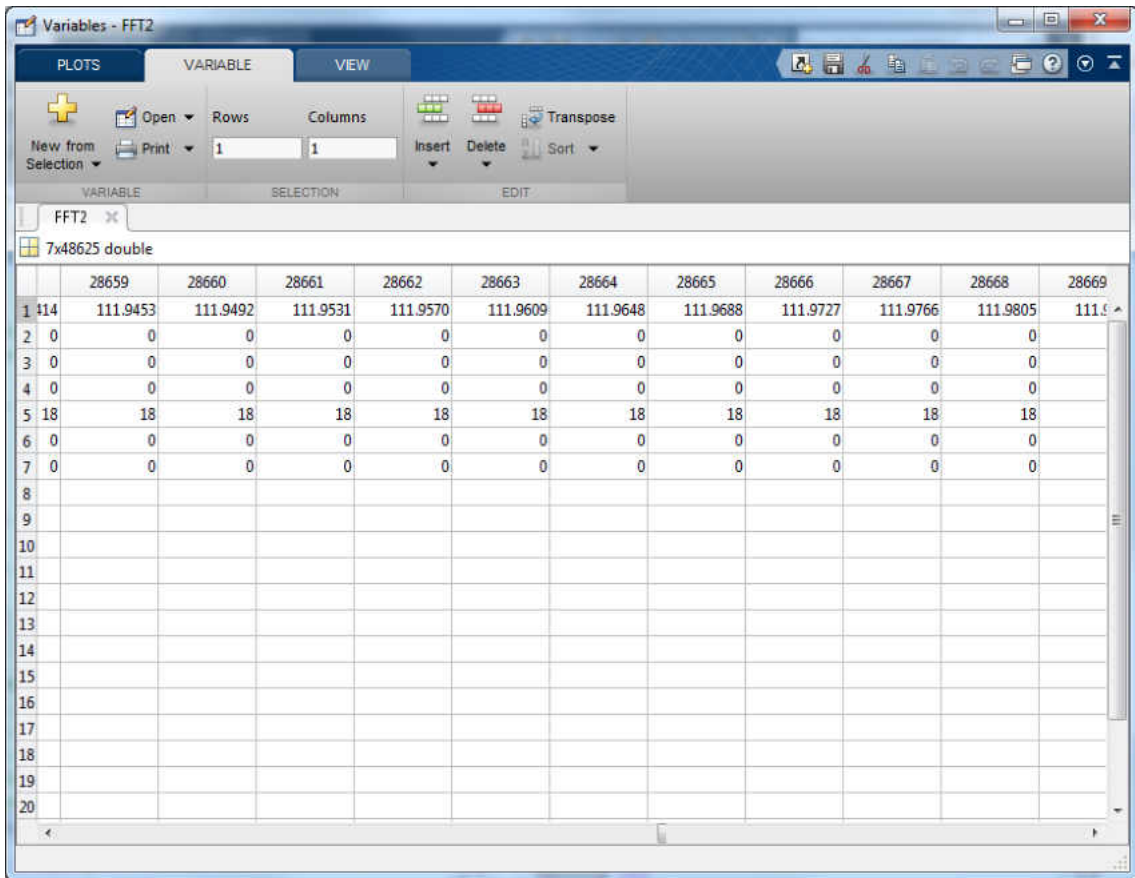 Variables - FFT2
PLOTS VARIABLE VIEW
New from Selection Open Print Rows Columns 1 1 Insert Delete Transpose Sort
VARIABLE SELECTION EDIT
FFT2
7x48625 double
28659 28660 28661 28662 28663 28664 28665 28666 28667 28668 28669
1 414 111.9453 111.9492 111.9531 111.9570 111.9609 111.9648 111.9688 111.9727 111.9766 111.9805 111.9
2 0 0 0 0 0 0 0 0 0 0 0
3 0 0 0 0 0 0 0 0 0 0 0
4 0 0 0 0 0 0 0 0 0 0 0
5 18 18 18 18 18 18 18 18 18 18 18
6 0 0 0 0 0 0 0 0 0 0 0
7 0 0 0 0 0 0 0 0 0 0 0
8
9
10
11
12
13
14
15
16
17
18
19
20